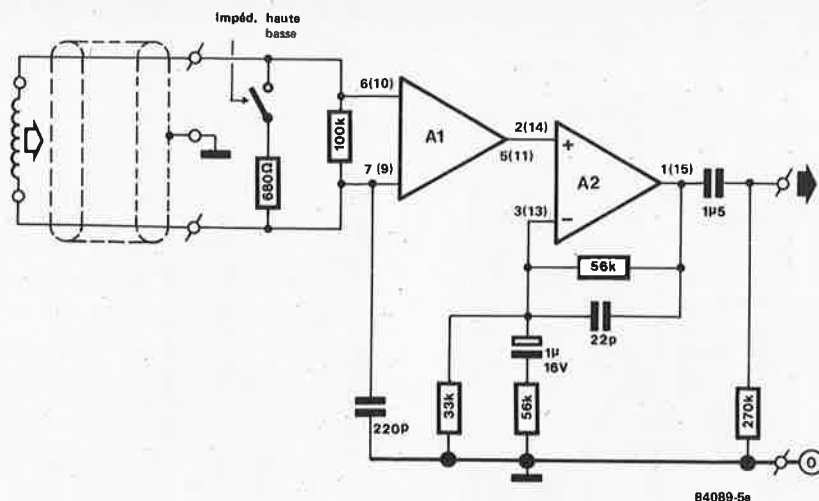 Impéd. haute
basse
6(10)
100k
A1
7 (9)
680Ω
2(14)
5(11)
+
A2
3(13)
−
1(15)
1µ5
56k
22p
1µ
16V
33k
56k
220p
270k
0
84089-5a